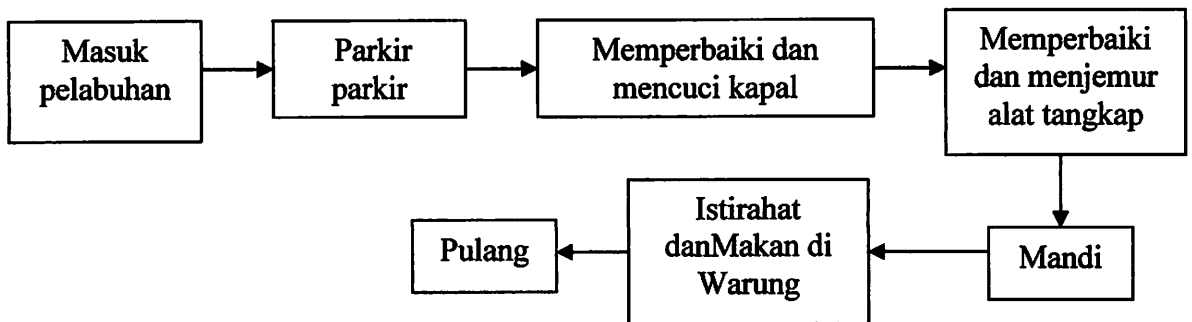 Masuk
pelabuhan
Parkir
parkir
Memperbaiki dan
mencuci kapal
Memperbaiki
dan menjemur
alat tangkap
Mandi
Istirahat
danMakan di
Warung
Pulang